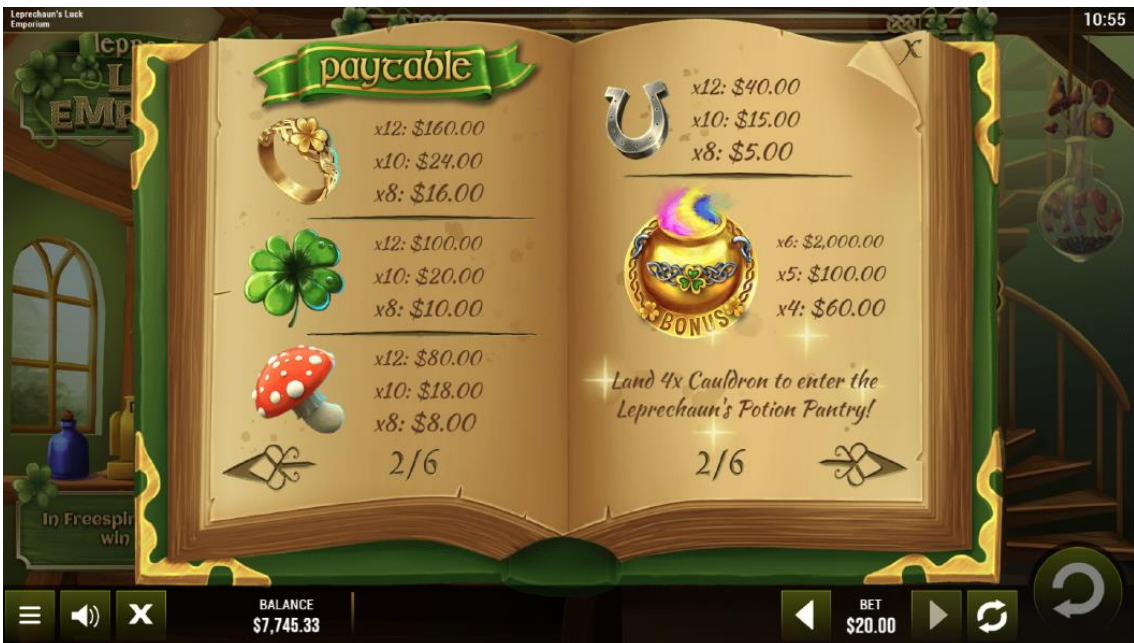 Leprechaun's Luck
Emporium
10:55
lep
L
EMP
paytable
x12: $160.00
x10: $24.00
x8: $16.00
x12: $100.00
x10: $20.00
x8: $10.00
x12: $80.00
x10: $18.00
x8: $8.00
2/6
X
x12: $40.00
x10: $15.00
x8: $5.00
BONUS
x6: $2,000.00
x5: $100.00
x4: $60.00
Land 4x Cauldron to enter the
Leprechaun's Potion Pantry!
2/6
In Freespin
win
BALANCE
$7,745.33
BET
$20.00